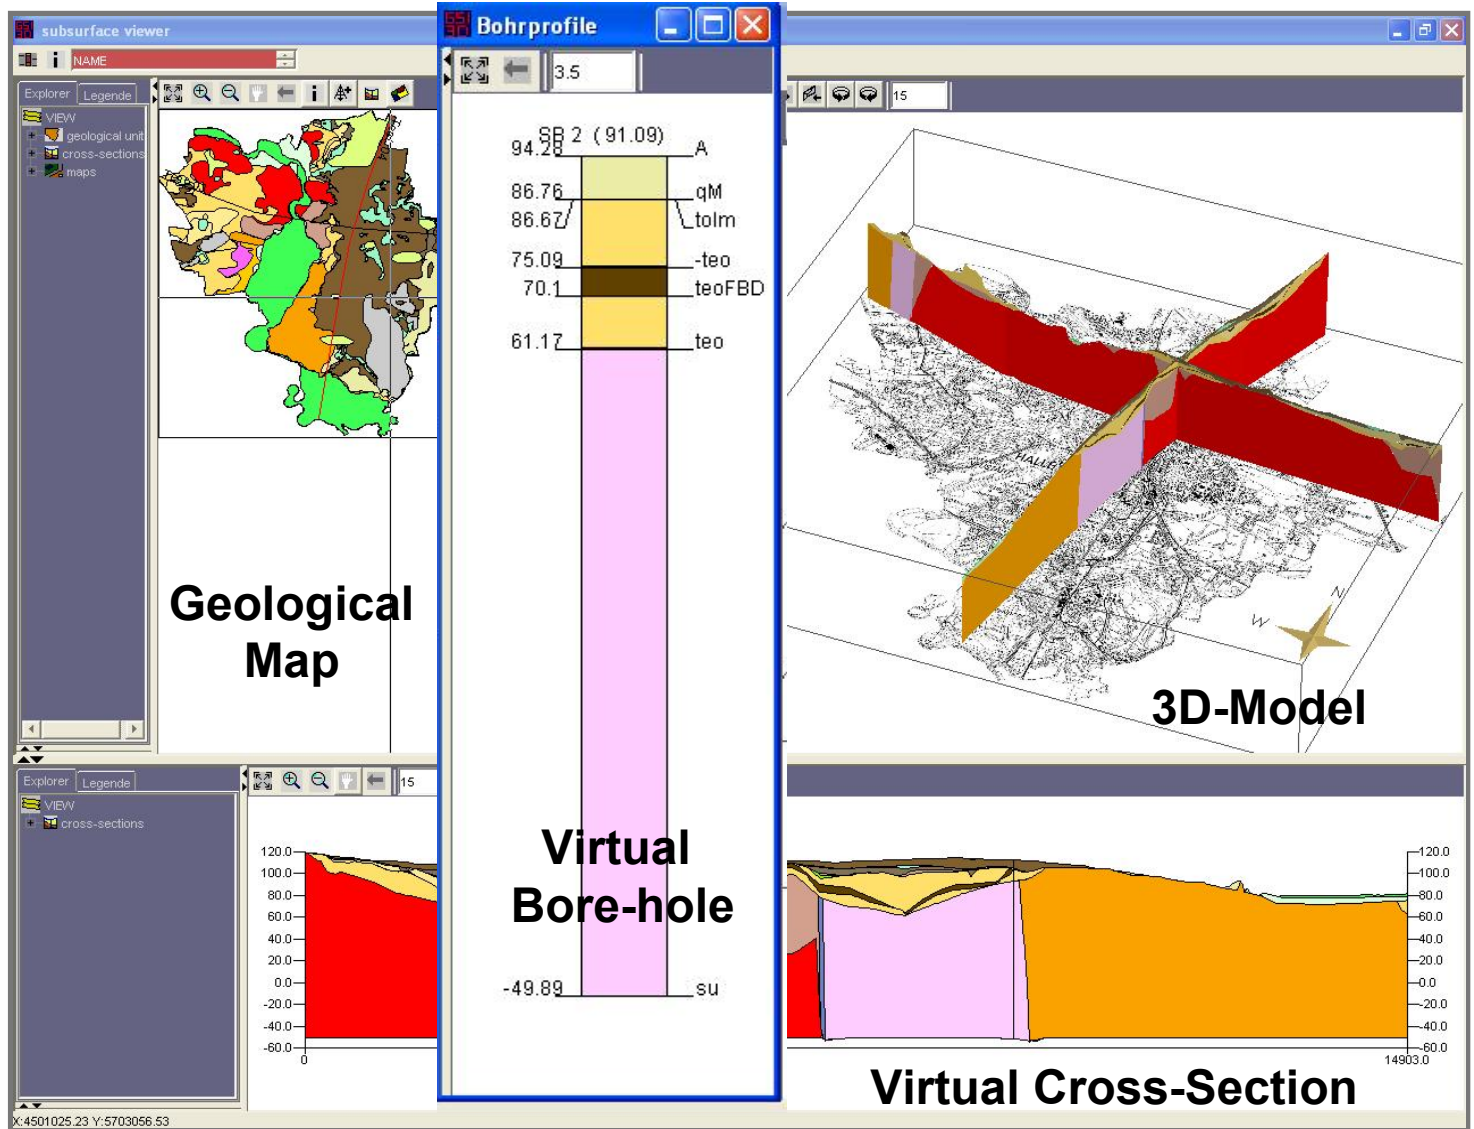 subsurface viewer
NAME
Explorer Legende
VIEW
geological unit
cross-sections
maps
Geological
Map
Bohrprofile
3.5
SB 2 (91.09)
94.28 A
86.76 qM
86.67 tolm
75.09 -teo
70.1 teoFBD
61.17 teo
-49.89 su
Virtual
Bore-hole
15
HALLE
N
W
3D-Model
Explorer Legende
VIEW
cross-sections
15
120.0
100.0
80.0
60.0
40.0
20.0
0.0
-20.0
-40.0
-60.0
0
120.0
100.0
80.0
60.0
40.0
20.0
0.0
-20.0
-40.0
-60.0
14903.0
Virtual Cross-Section
X:4501025.23 Y:5703056.53